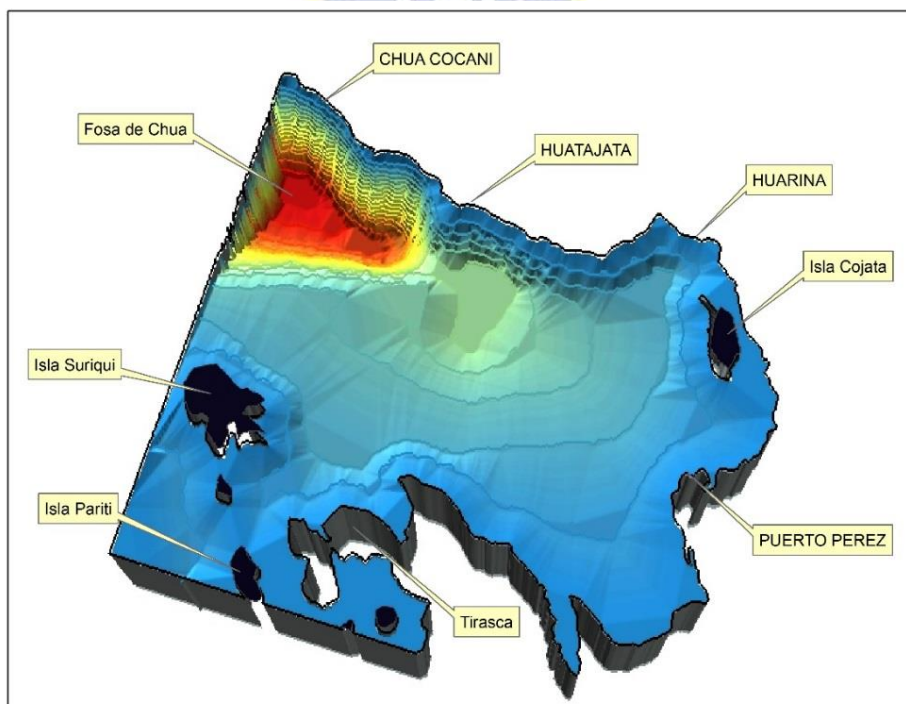 CHUA COCANI
Fosa de Chua
HUATAJATA
HUARINA
Isla Cojata
Isla Suriqui
Isla Pariti
PUERTO PEREZ
Tirasca